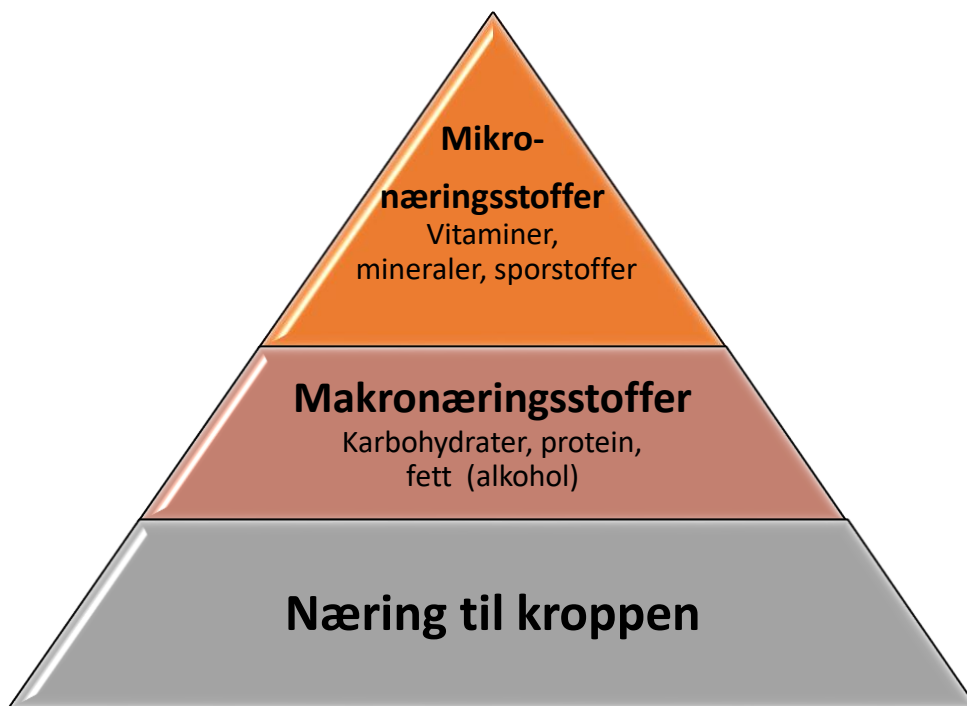 Mikro-
næringsstoffer
Vitaminer,
mineraler, sporstoffer
Makronæringsstoffer
Karbohydrater, protein,
fett (alkohol)
Næring til kroppen